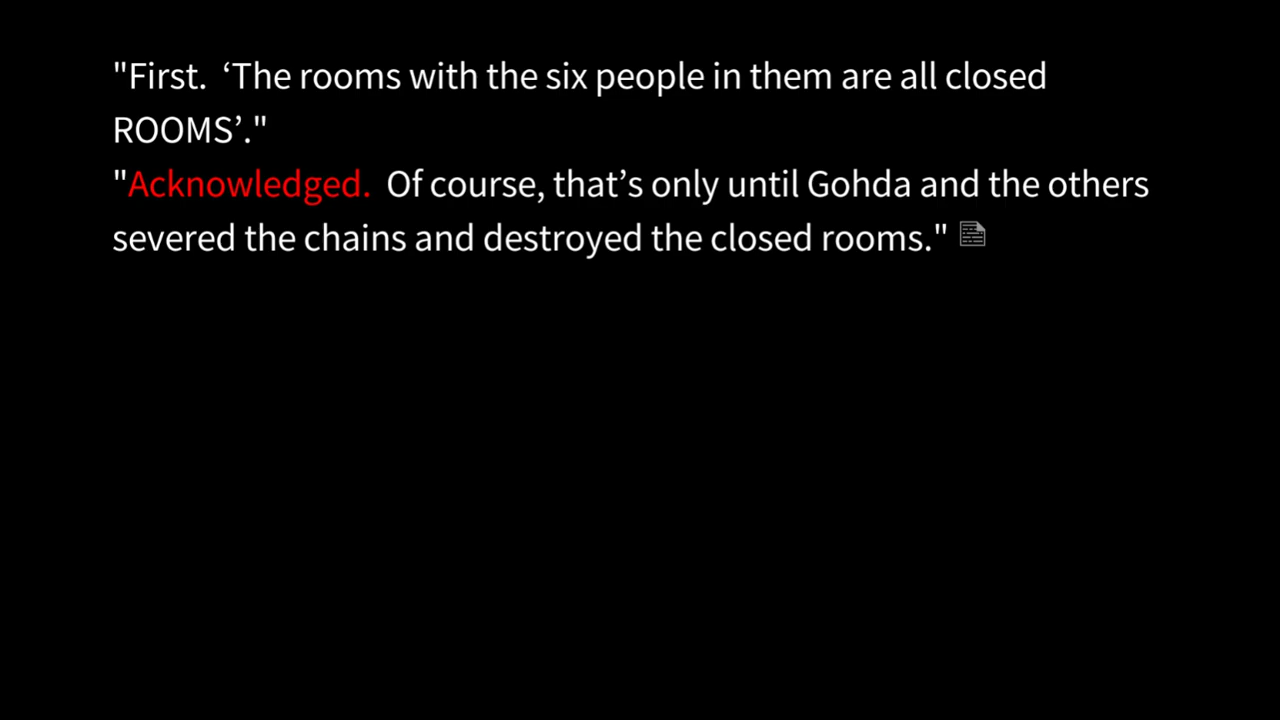 "First.  ‘The rooms with the six people in them are all closed
ROOMS’."
"Acknowledged.  Of course, that’s only until Gohda and the others
severed the chains and destroyed the closed rooms."